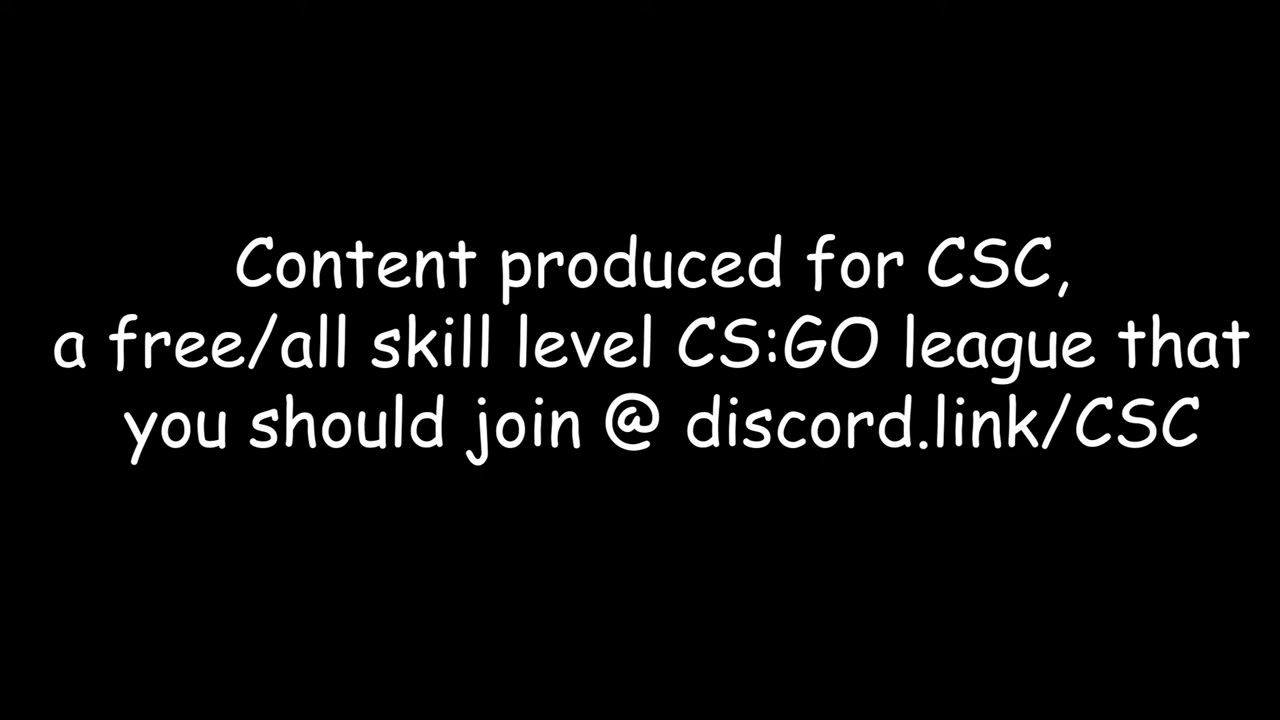 Content produced for CSC,
a free/all skill level CS:GO league that
you should join @ discord.link/CSC